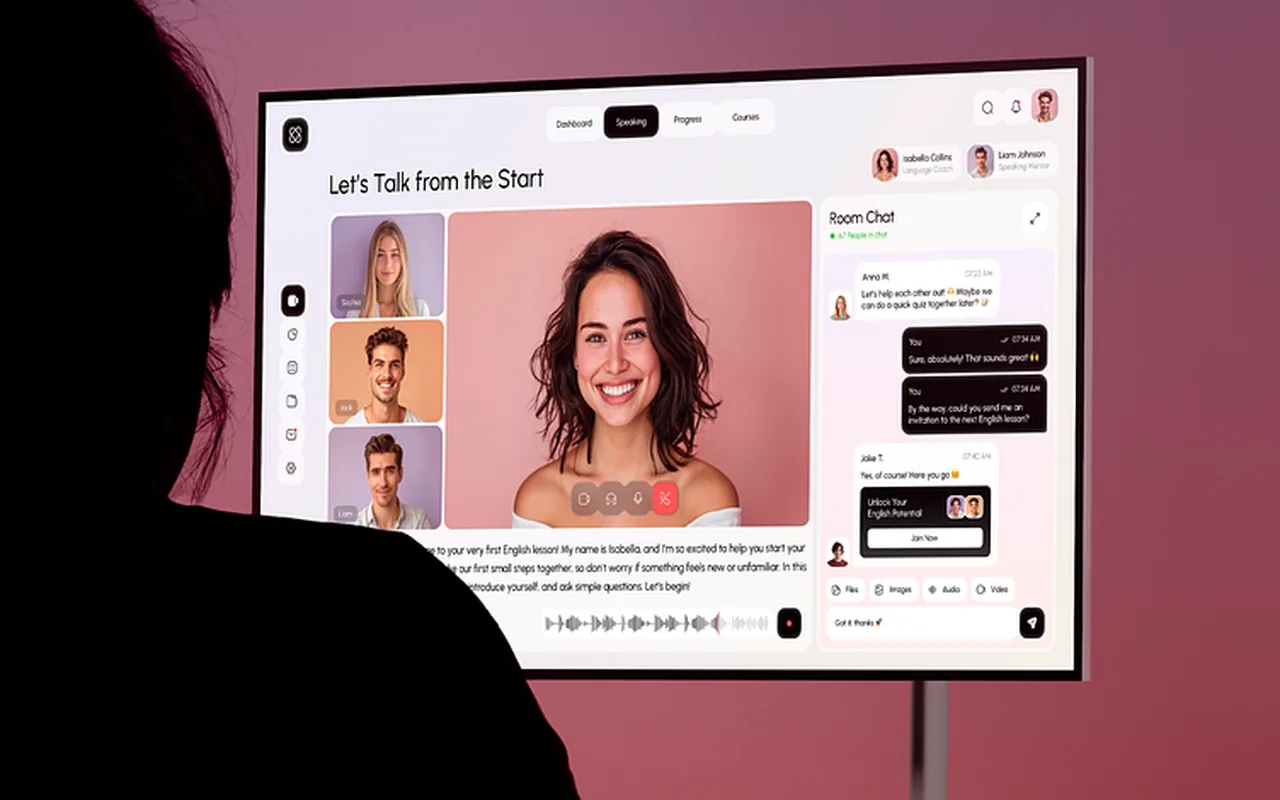 Dashboard
Speaking
Progress
Courses
Isabella Collins
Language Coach
Liam Johnson
Speaking Mentor
Let's Talk from the Start
Sophia
Jack
Liam
to your very first English lesson! My name is Isabella, and I'm so excited to help you start your
our first small steps together, so don't worry if something feels new or unfamiliar. In this
introduce yourself, and ask simple questions. Let's begin!
Room Chat
67 People in chat
Anna M.
07:23 AM
Let's help each other out! 🤗 Maybe we
can do a quick quiz together later? 📝
You
07:34 AM
Sure, absolutely! That sounds great 🙌
You
07:34 AM
By the way, could you send me an
invitation to the next English lesson?
Jake T.
07:40 AM
Yes, of course! Here you go 😊
Unlock Your
English Potential
Join Now
Files
Images
Audio
Video
Got it, thanks 🚀